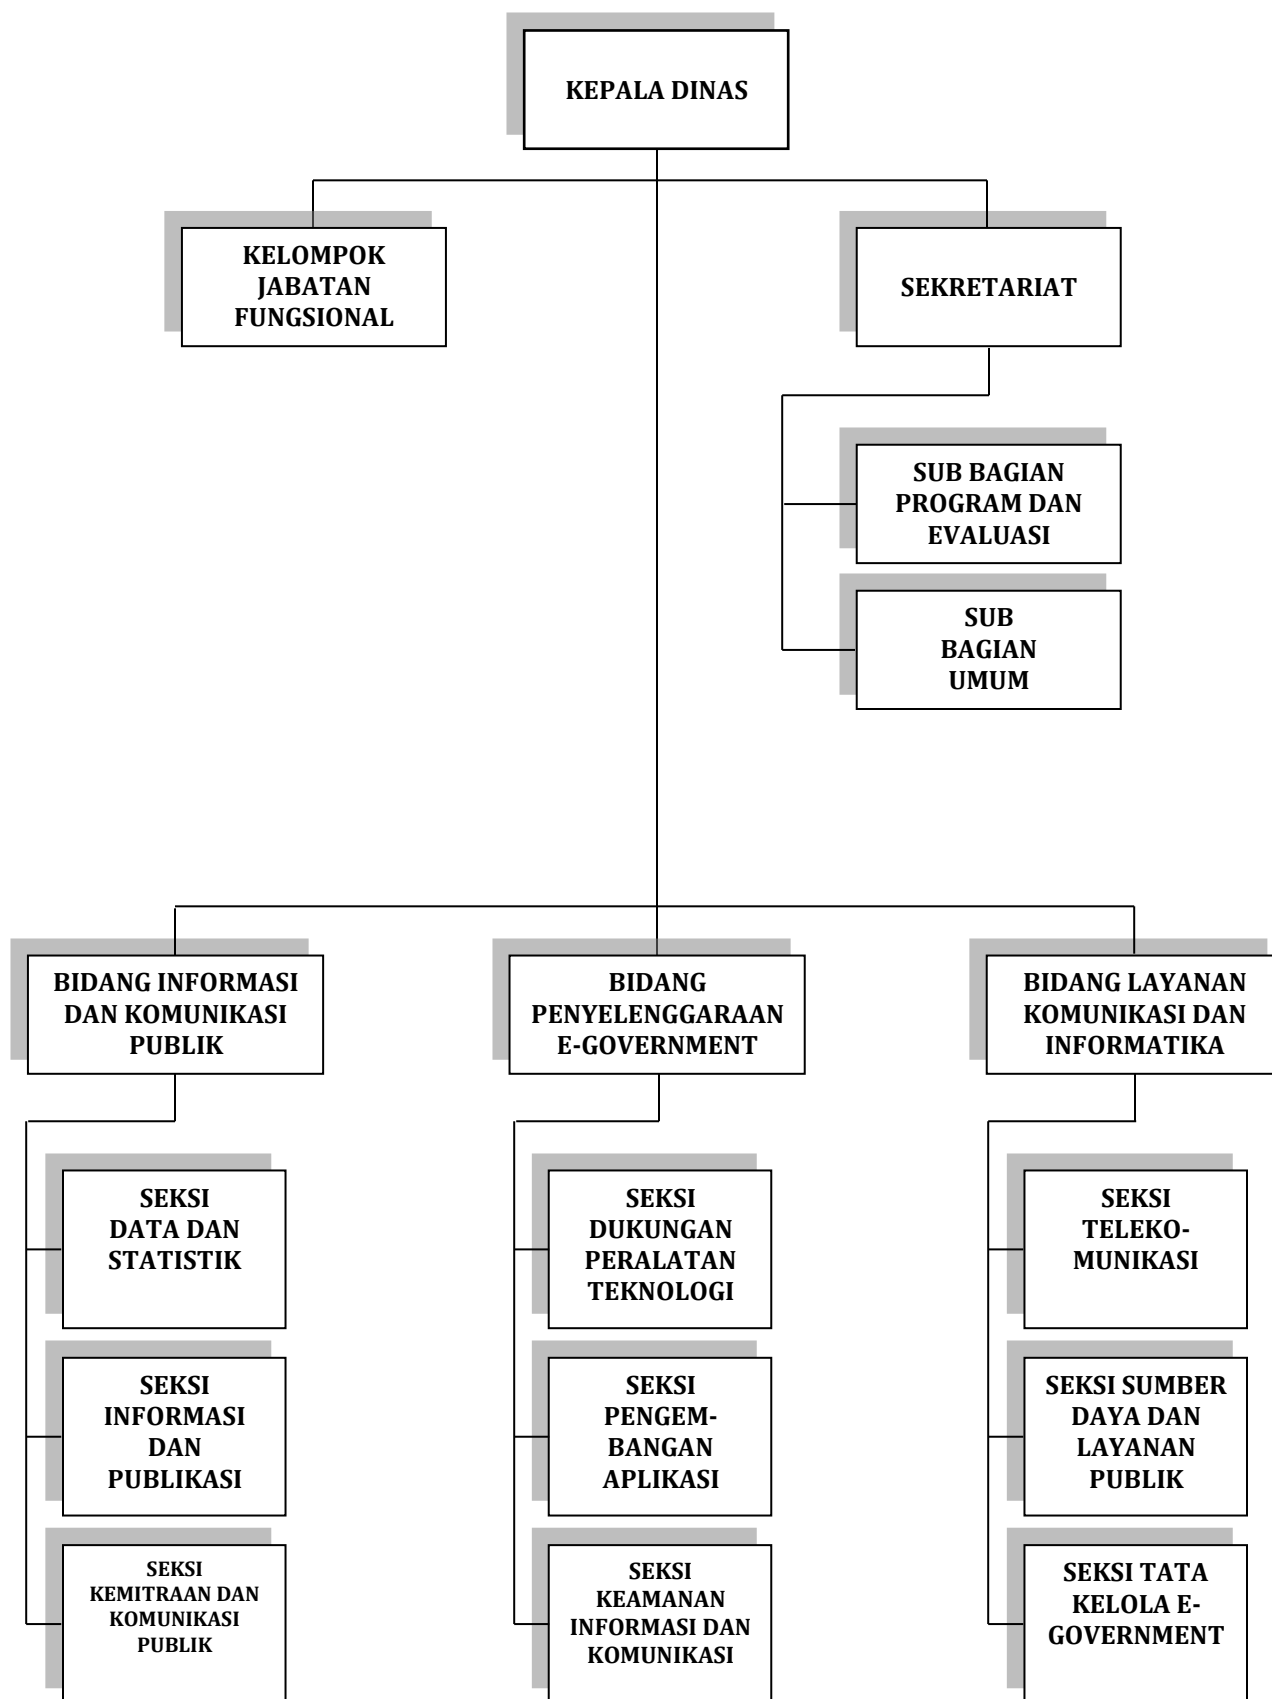 KEPALA DINAS
KELOMPOK
JABATAN
FUNGSIONAL
SEKRETARIAT
SUB BAGIAN
PROGRAM DAN
EVALUASI
SUB
BAGIAN
UMUM
BIDANG INFORMASI
DAN KOMUNIKASI
PUBLIK
BIDANG
PENYELENGGARAAN
E-GOVERNMENT
BIDANG LAYANAN
KOMUNIKASI DAN
INFORMATIKA
SEKSI
DATA DAN
STATISTIK
SEKSI
DUKUNGAN
PERALATAN
TEKNOLOGI
SEKSI
TELEKO-
MUNIKASI
SEKSI
INFORMASI
DAN
PUBLIKASI
SEKSI
PENGEM-
BANGAN
APLIKASI
SEKSI SUMBER
DAYA DAN
LAYANAN
PUBLIK
SEKSI
KEMITRAAN DAN
KOMUNIKASI
PUBLIK
SEKSI
KEAMANAN
INFORMASI DAN
KOMUNIKASI
SEKSI TATA
KELOLA E-
GOVERNMENT